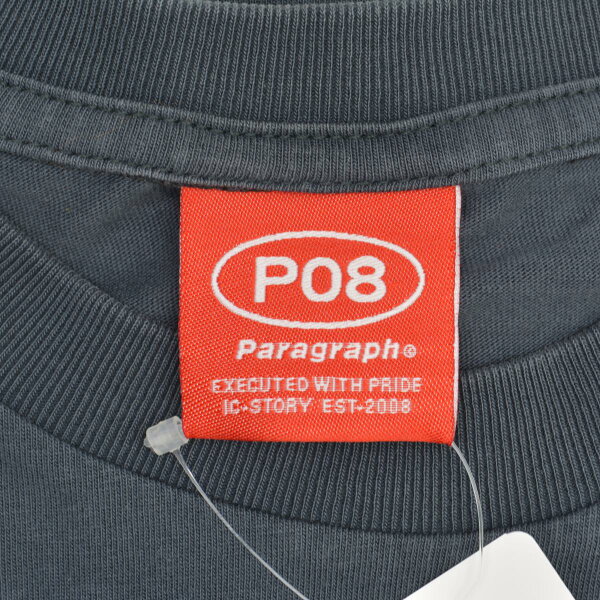 P08
Paragraph®
EXECUTED WITH PRIDE
IC-STORY EST-2008